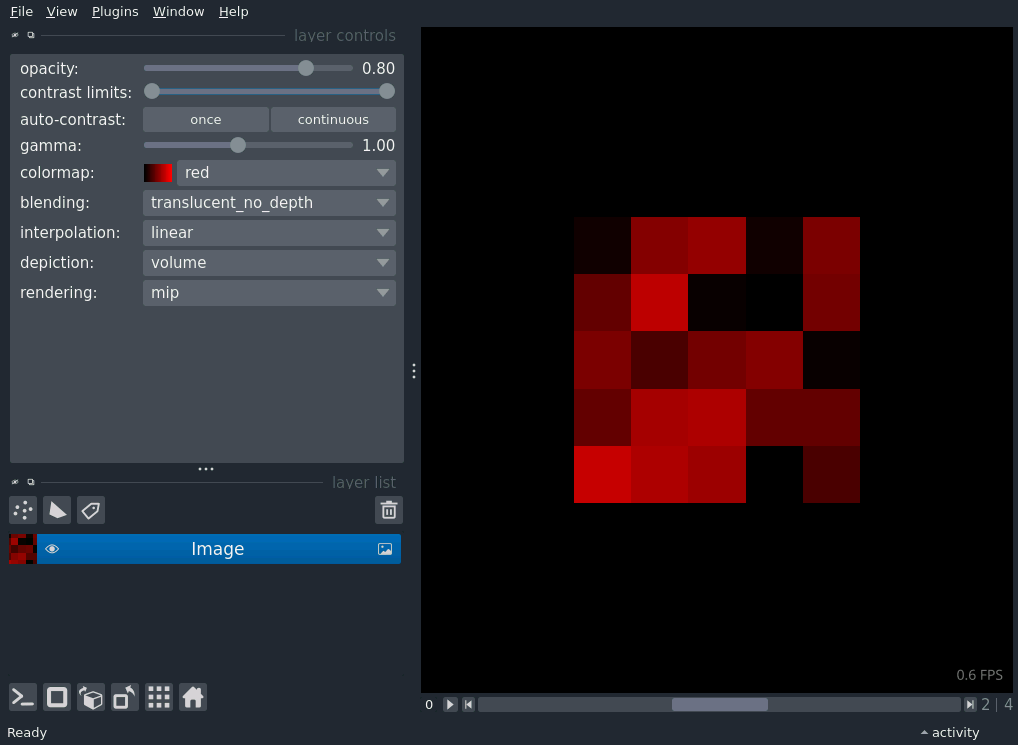 File View Plugins Window Help
layer controls
opacity: 0.80
contrast limits:
auto-contrast: once continuous
gamma: 1.00
colormap: red
blending: translucent_no_depth
interpolation: linear
depiction: volume
rendering: mip
layer list
Image
0.6 FPS
0 2 | 4
Ready activity